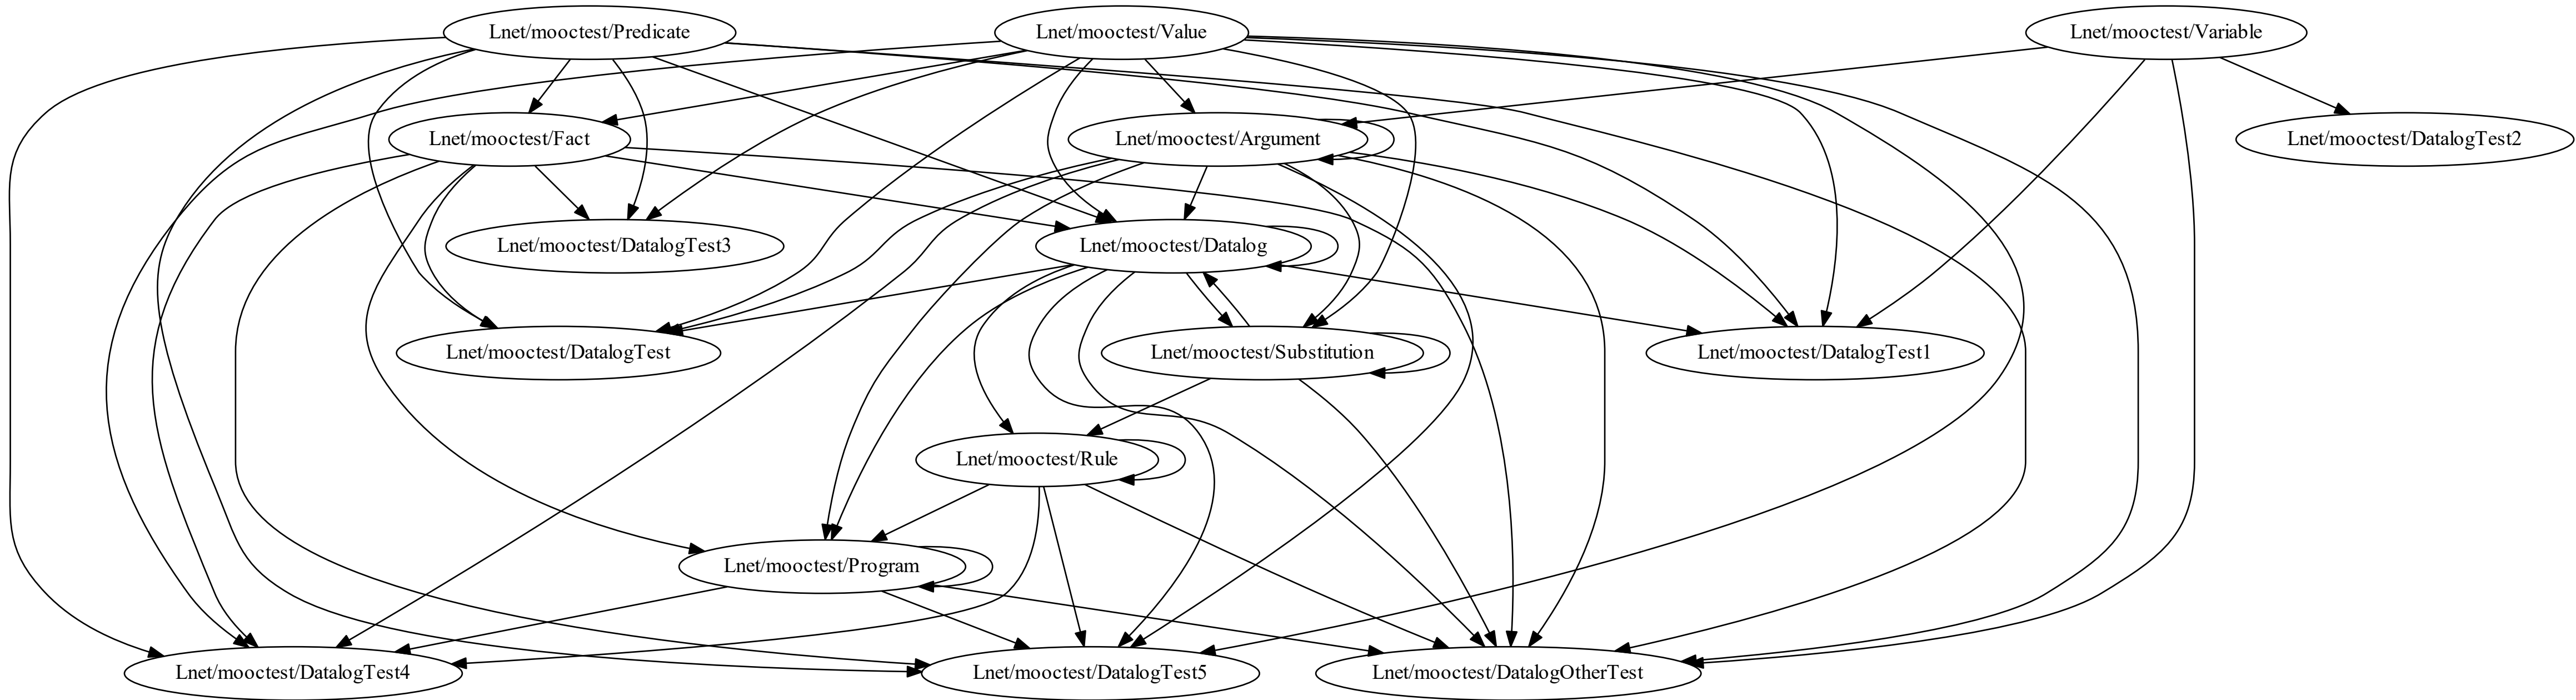 Lnet/mooctest/Predicate
Lnet/mooctest/Value
Lnet/mooctest/Variable
Lnet/mooctest/Fact
Lnet/mooctest/Argument
Lnet/mooctest/DatalogTest2
Lnet/mooctest/DatalogTest3
Lnet/mooctest/Datalog
Lnet/mooctest/DatalogTest
Lnet/mooctest/Substitution
Lnet/mooctest/DatalogTest1
Lnet/mooctest/Rule
Lnet/mooctest/Program
Lnet/mooctest/DatalogTest4
Lnet/mooctest/DatalogTest5
Lnet/mooctest/DatalogOtherTest